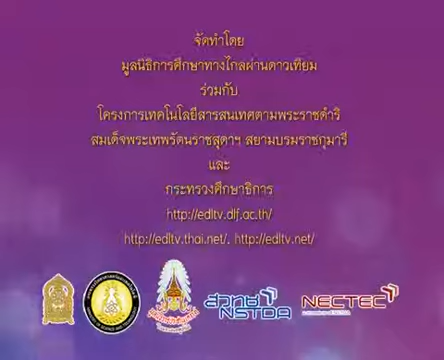 จัดทำโดย
มูลนิธิการศึกษาทางไกลผ่านดาวเทียม
ร่วมกับ
โครงการเทคโนโลยีสารสนเทศตามพระราชดำริ
สมเด็จพระเทพรัตนราชสุดาฯ สยามบรมราชกุมารี
และ
กระทรวงศึกษาธิการ
http://edltv.dlf.ac.th/
http://edltv.thai.net/, http://edltv.net/
สวทช NSTDA
NECTEC